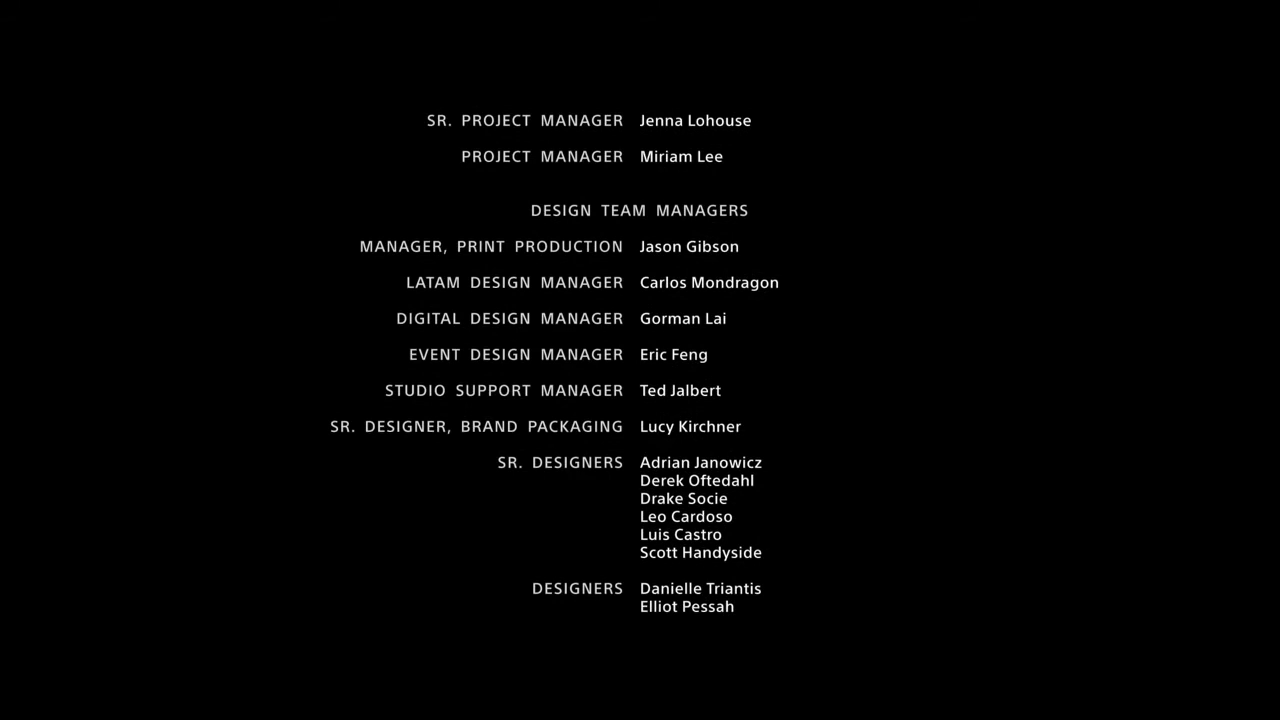 SR. PROJECT MANAGER Jenna Lohouse
PROJECT MANAGER Miriam Lee
DESIGN TEAM MANAGERS
MANAGER, PRINT PRODUCTION Jason Gibson
LATAM DESIGN MANAGER Carlos Mondragon
DIGITAL DESIGN MANAGER Gorman Lai
EVENT DESIGN MANAGER Eric Feng
STUDIO SUPPORT MANAGER Ted Jalbert
SR. DESIGNER, BRAND PACKAGING Lucy Kirchner
SR. DESIGNERS Adrian Janowicz
Derek Oftedahl
Drake Socie
Leo Cardoso
Luis Castro
Scott Handyside
DESIGNERS Danielle Triantis
Elliot Pessah